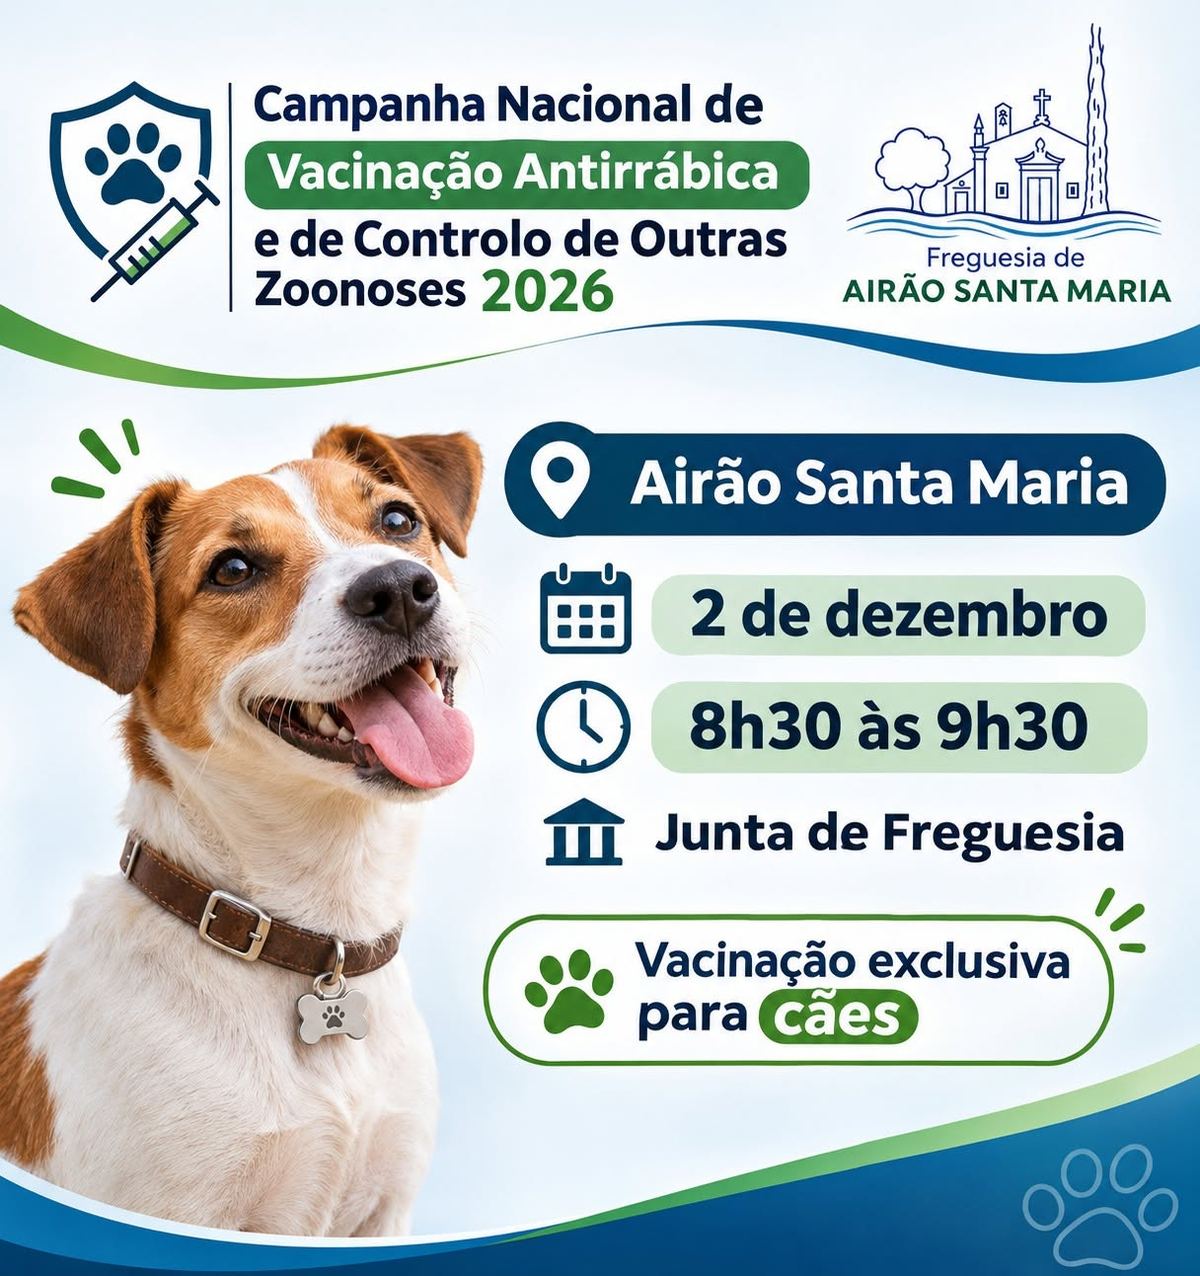 Campanha Nacional de
Vacinação Antirrábica
e de Controlo de Outras
Zoonoses 2026
Freguesia de
AIRÃO SANTA MARIA
Airão Santa Maria
2 de dezembro
8h30 às 9h30
Junta de Freguesia
Vacinação exclusiva
para cães